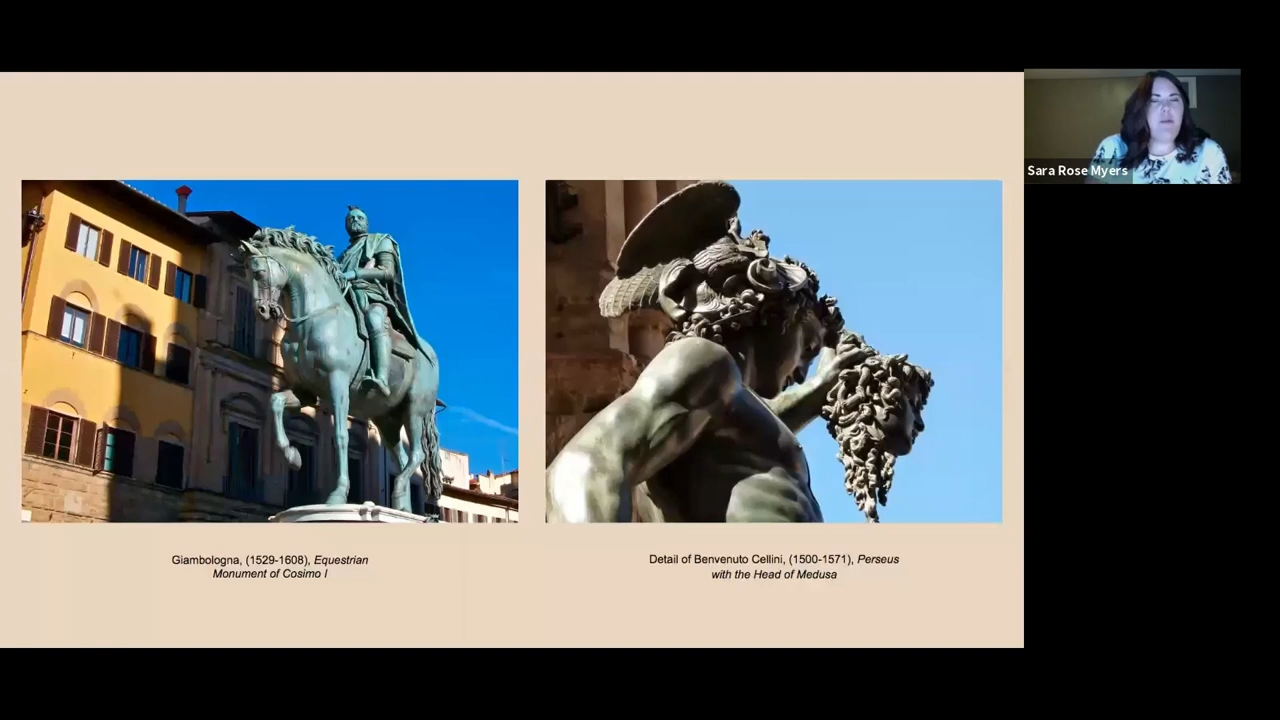 Sara Rose Myers
Giambologna, (1529-1608), Equestrian
Monument of Cosimo I
Detail of Benvenuto Cellini, (1500-1571), Perseus
with the Head of Medusa